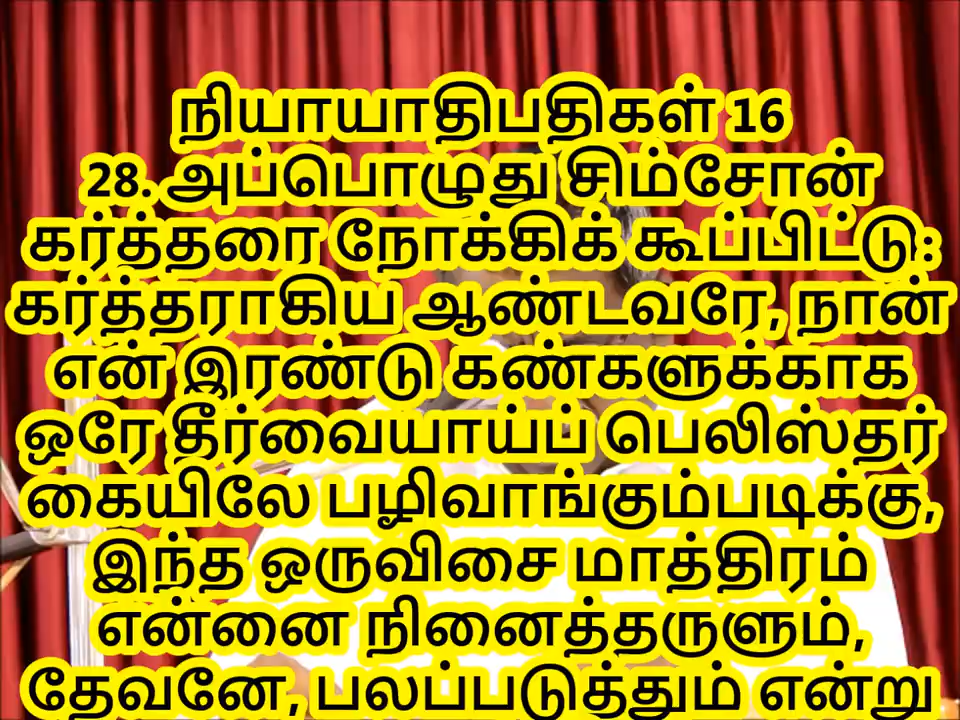 நியாயாதிபதிகள் 16
28. அப்பொழுது சிம்சோன்
கர்த்தரை நோக்கிக் கூப்பிட்டு:
கர்த்தராகிய ஆண்டவரே, நான்
என் இரண்டு கண்களுக்காக
ஒரே தீர்வையாய்ப் பெலிஸ்தர்
கையிலே பழிவாங்கும்படிக்கு,
இந்த ஒருவிசை மாத்திரம்
என்னை நினைத்தருளும்,
தேவனே, பலப்படுத்தும் என்று